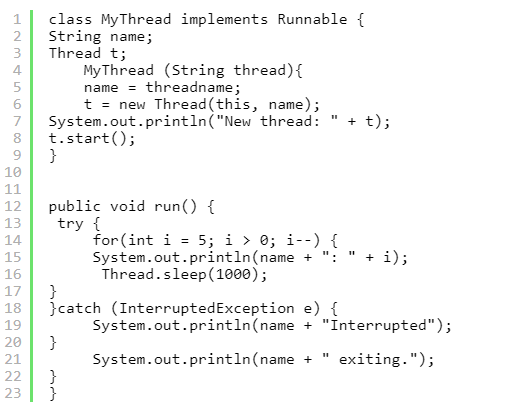 1 class MyThread implements Runnable {
2 String name;
3 Thread t;
4     MyThread (String thread){
5     name = threadname;
6     t = new Thread(this, name);
7 System.out.println("New thread: " + t);
8 t.start();
9 }
10
11
12 public void run() {
13  try {
14      for(int i = 5; i > 0; i--) {
15      System.out.println(name + ": " + i);
16       Thread.sleep(1000);
17 }
18 }catch (InterruptedException e) {
19      System.out.println(name + "Interrupted");
20 }
21      System.out.println(name + " exiting.");
22 }
23 }